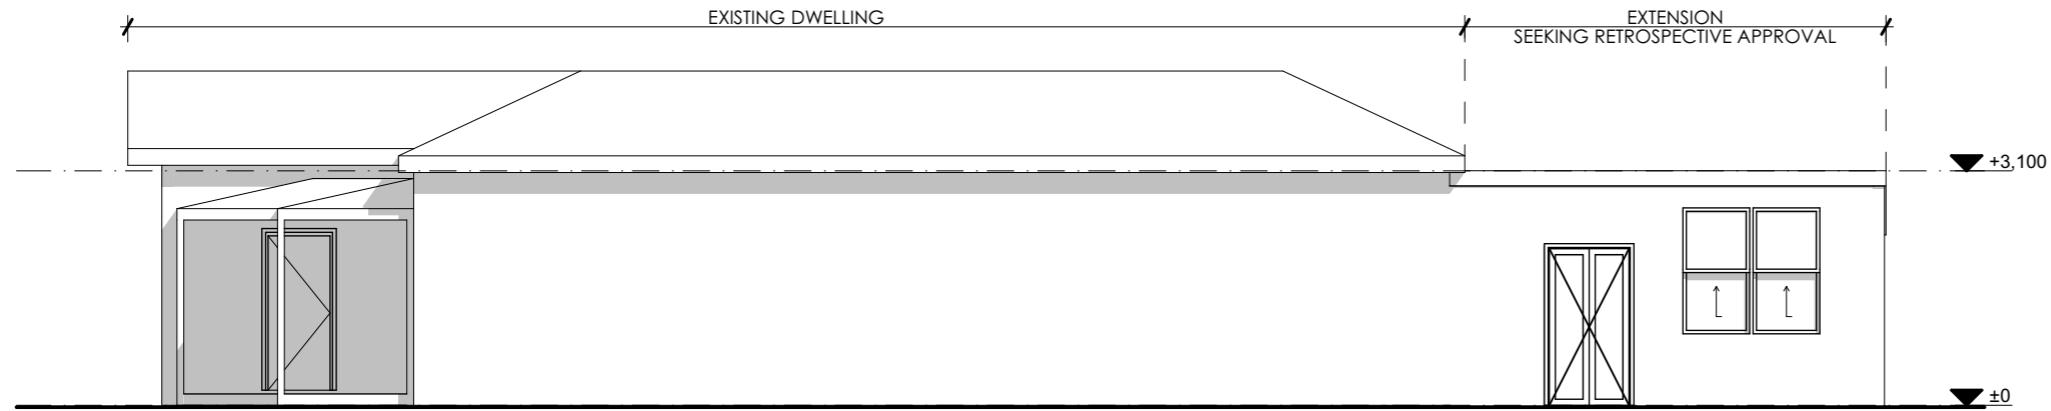 EXISTING DWELLING
EXTENSION
SEEKING RETROSPECTIVE APPROVAL
+3,100
±0